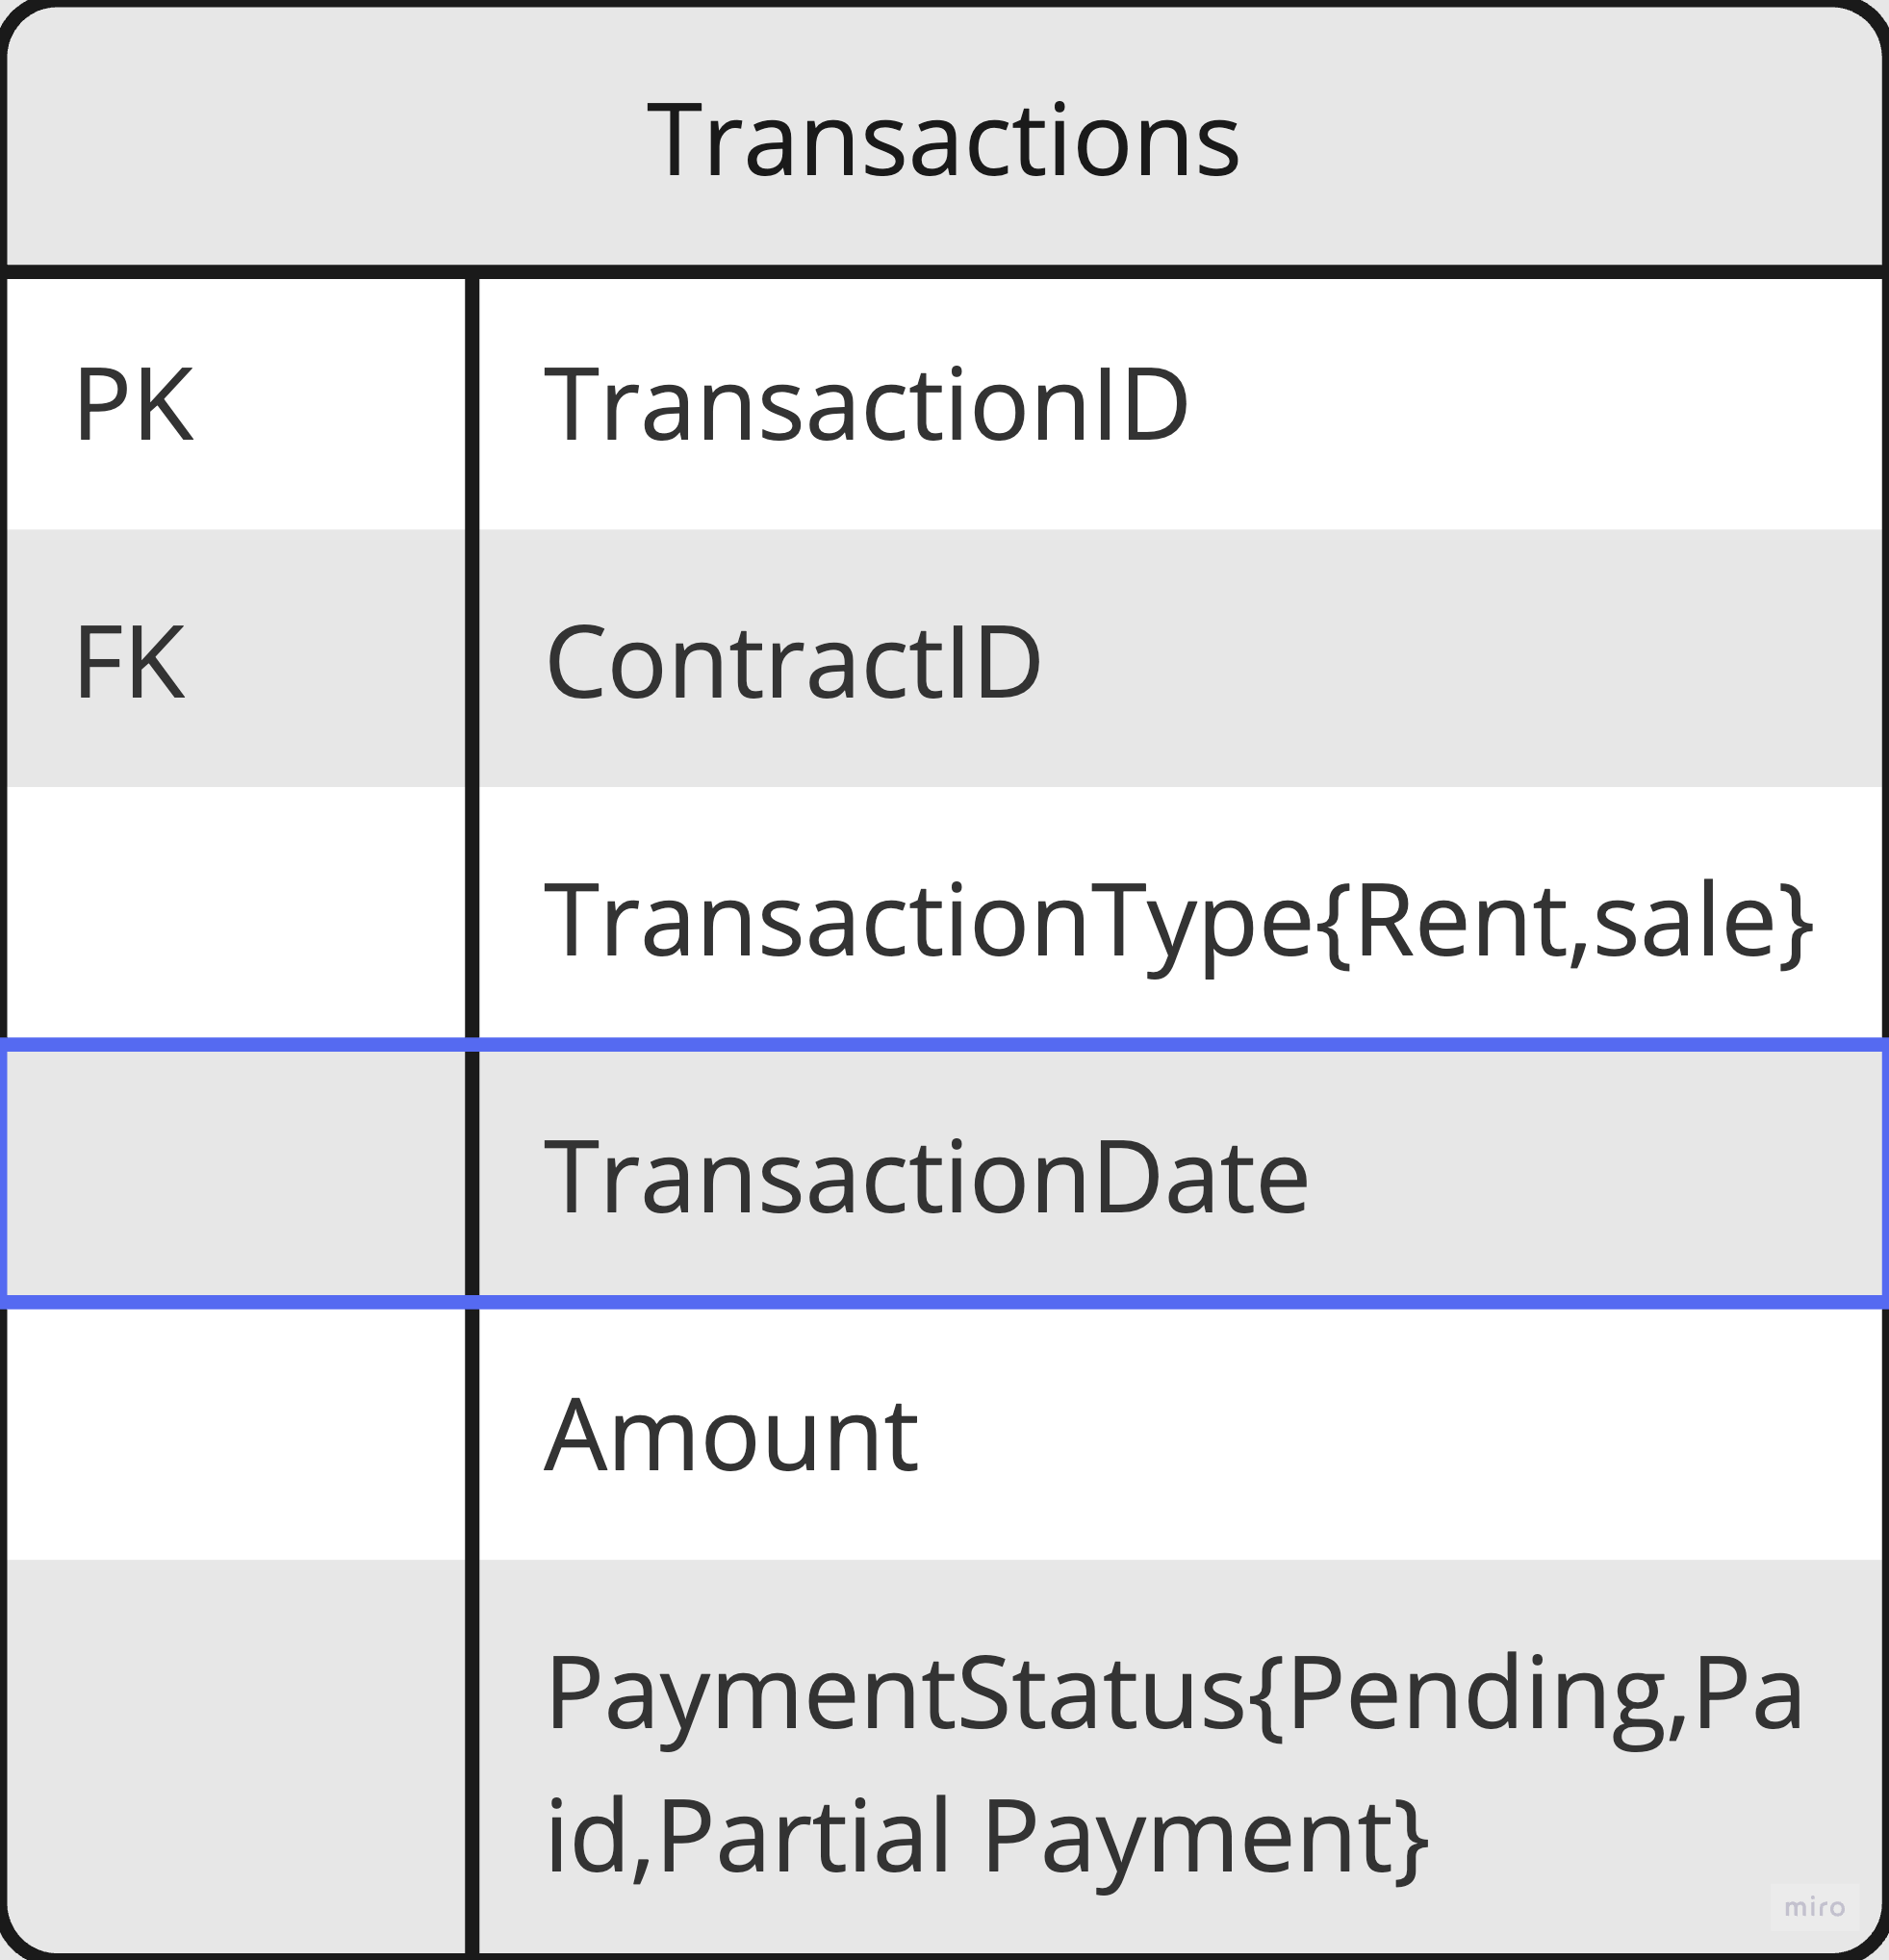 Transactions
PK TransactionID
FK ContractID
TransactionType{Rent,sale}
TransactionDate
Amount
PaymentStatus{Pending,Pa
id,Partial Payment}
miro